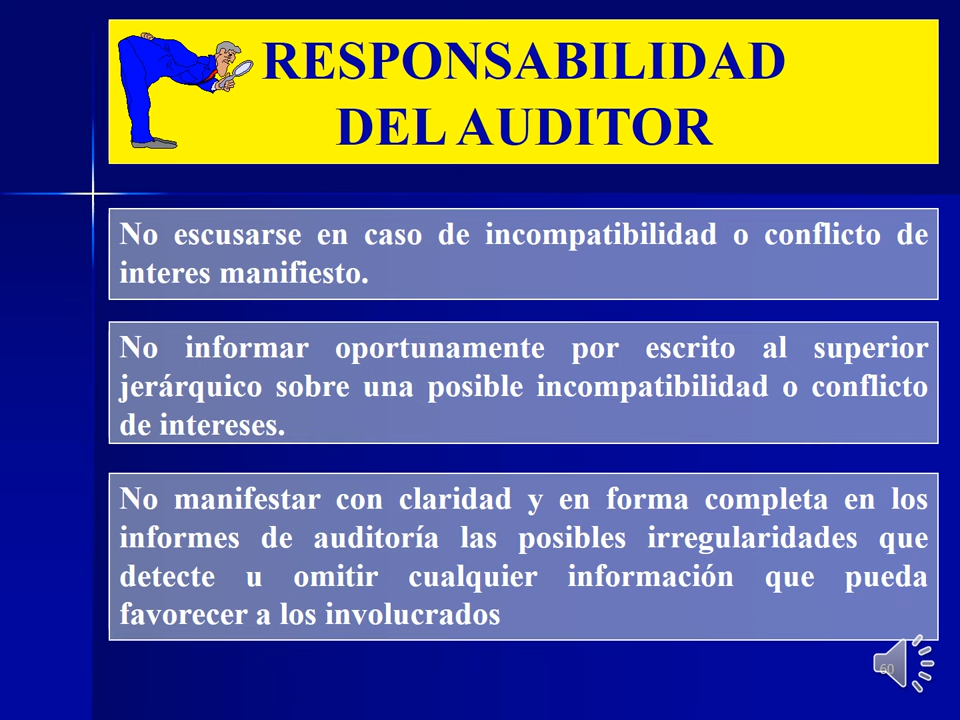 RESPONSABILIDAD
DEL AUDITOR
No escusarse en caso de incompatibilidad o conflicto de
interes manifiesto.
No informar oportunamente por escrito al superior
jerárquico sobre una posible incompatibilidad o conflicto
de intereses.
No manifestar con claridad y en forma completa en los
informes de auditoría las posibles irregularidades que
detecte u omitir cualquier información que pueda
favorecer a los involucrados
60